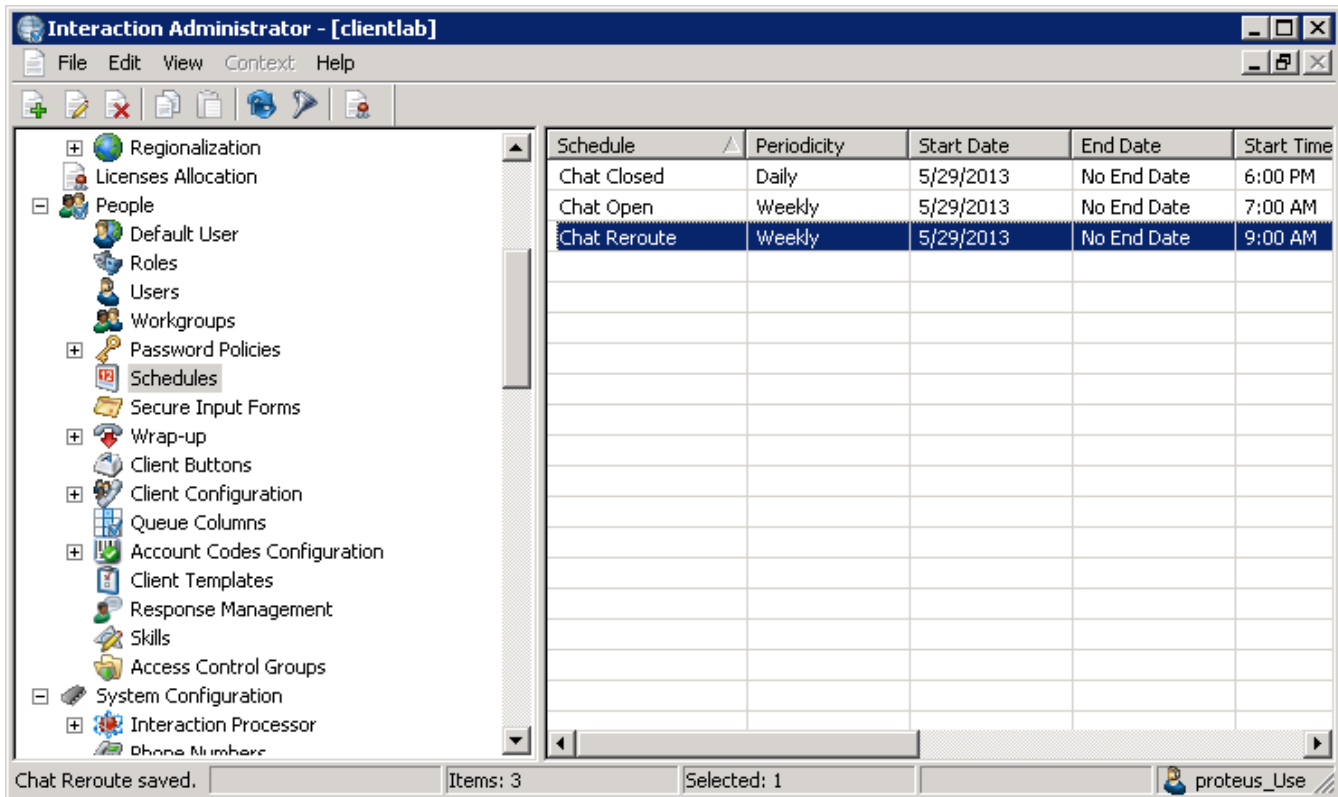 Interaction Administrator - [clientlab]
File Edit View Context Help
Regionalization
Licenses Allocation
People
Default User
Roles
Users
Workgroups
Password Policies
Schedules
Secure Input Forms
Wrap-up
Client Buttons
Client Configuration
Queue Columns
Account Codes Configuration
Client Templates
Response Management
Skills
Access Control Groups
System Configuration
Interaction Processor
Phone Numbers
Schedule Periodicity Start Date End Date Start Time
Chat Closed Daily 5/29/2013 No End Date 6:00 PM
Chat Open Weekly 5/29/2013 No End Date 7:00 AM
Chat Reroute Weekly 5/29/2013 No End Date 9:00 AM
Chat Reroute saved. Items: 3 Selected: 1 proteus_Use